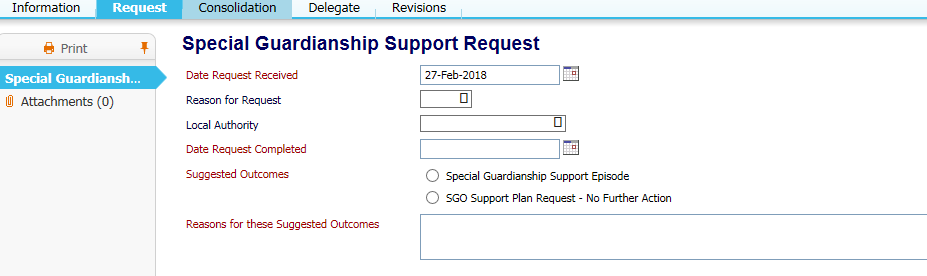 Information Request Consolidation Delegate Revisions
Print
Special Guardiansh...
Attachments (0)
Special Guardianship Support Request
Date Request Received 27-Feb-2018
Reason for Request
Local Authority
Date Request Completed
Suggested Outcomes Special Guardianship Support Episode
SGO Support Plan Request - No Further Action
Reasons for these Suggested Outcomes